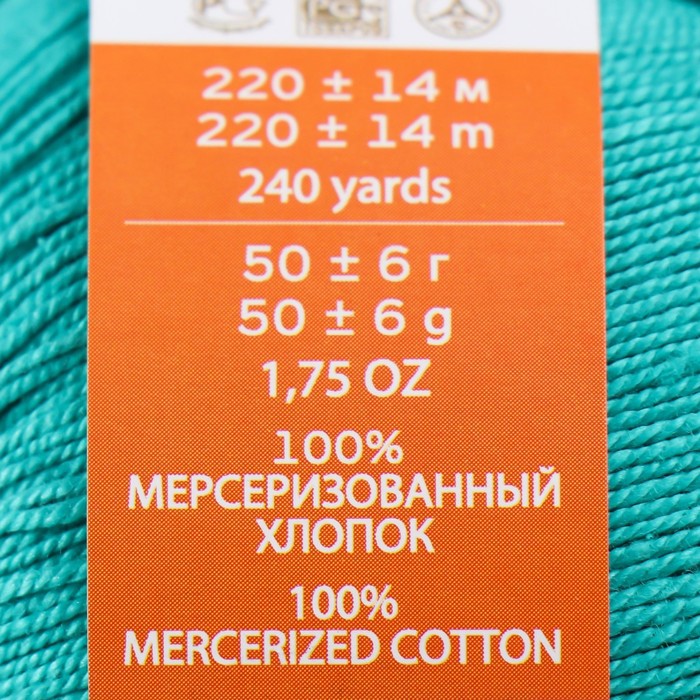 220 ± 14 м
220 ± 14 m
240 yards
50 ± 6 г
50 ± 6 g
1,75 OZ
100%
МЕРСЕРИЗОВАННЫЙ
ХЛОПОК
100%
MERCERIZED COTTON